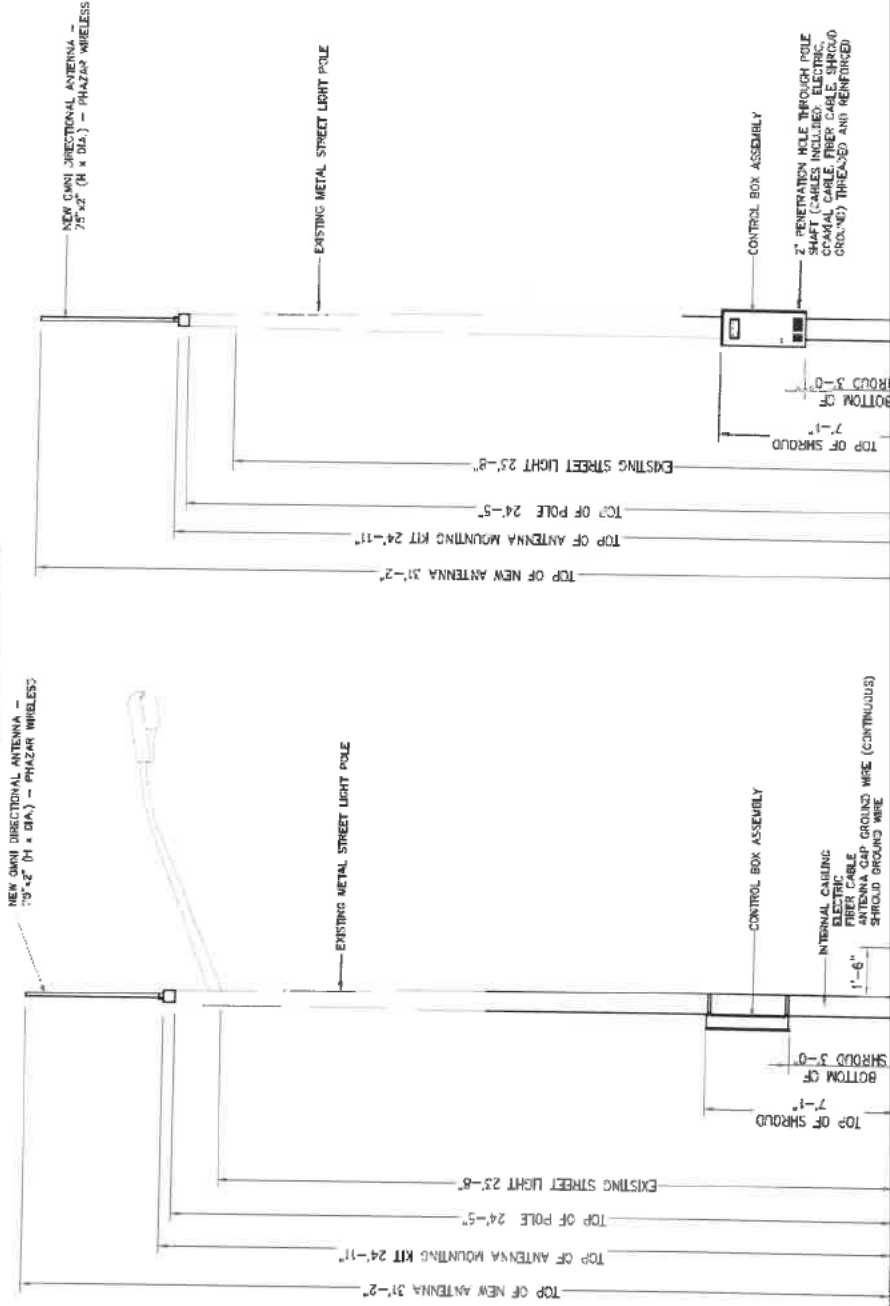 NEW OMNI DIRECTIONAL ANTENNA –
75"x2" (H x DIA.) – PHAZAR WIRELESS
EXISTING METAL STREET LIGHT POLE
CONTROL BOX ASSEMBLY
2" PENETRATION HOLE THROUGH POLE
SHAFT (CABLES INCLUDED: ELECTRIC,
COAXIAL CABLE, FIBER CABLE, SHROUD
GROUND) THREADED AND REINFORCED
BOTTOM OF
SHROUD 3'-0"
TOP OF SHROUD
7'-1"
EXISTING STREET LIGHT 23'-8"
TOP OF POLE 24'-5"
TOP OF ANTENNA MOUNTING KIT 24'-11"
TOP OF NEW ANTENNA 31'-2"
NEW OMNI DIRECTIONAL ANTENNA –
75"x2" (H x DIA.) – PHAZAR WIRELESS
EXISTING METAL STREET LIGHT POLE
CONTROL BOX ASSEMBLY
INTERNAL CABLING
ELECTRIC
FIBER CABLE
ANTENNA CAP GROUND WIRE (CONTINUOUS)
SHROUD GROUND WIRE
1'-6"
BOTTOM OF
SHROUD 3'-0"
TOP OF SHROUD
7'-1"
EXISTING STREET LIGHT 23'-8"
TOP OF POLE 24'-5"
TOP OF ANTENNA MOUNTING KIT 24'-11"
TOP OF NEW ANTENNA 31'-2"